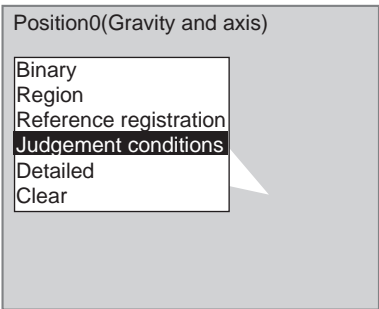 Position0(Gravity and axis)
Binary
Region
Reference registration
Judgement conditions
Detailed
Clear